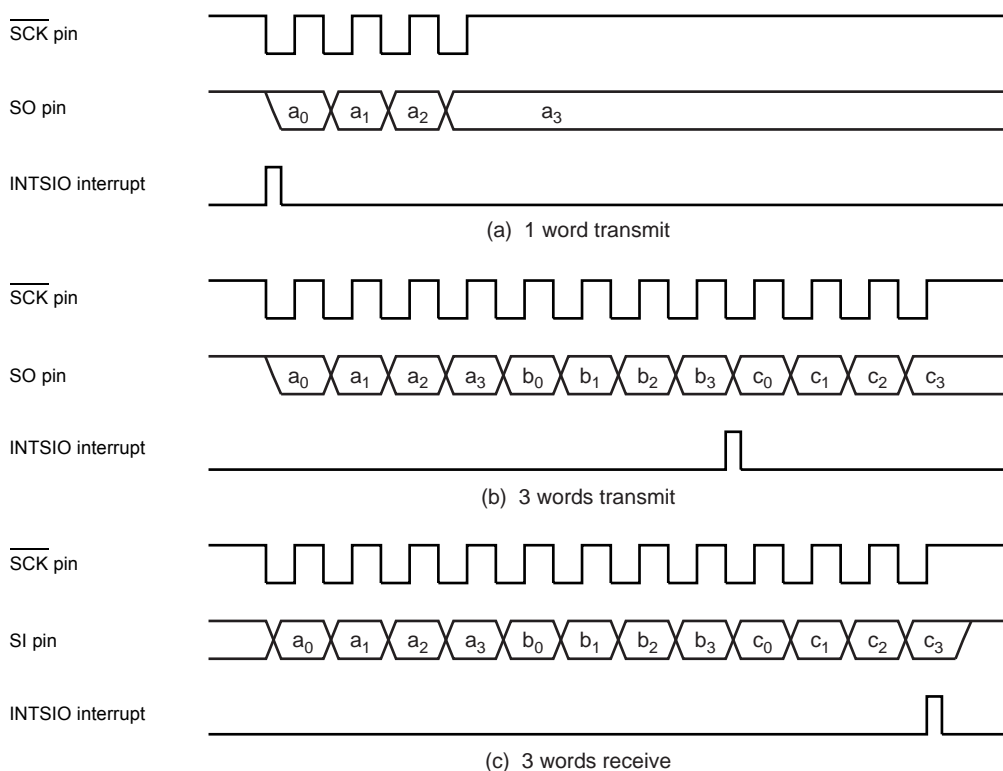 SCK pin
SO pin
a0 a1 a2 a3
INTSIO interrupt
(a) 1 word transmit
SCK pin
SO pin
a0 a1 a2 a3 b0 b1 b2 b3 c0 c1 c2 c3
INTSIO interrupt
(b) 3 words transmit
SCK pin
SI pin
a0 a1 a2 a3 b0 b1 b2 b3 c0 c1 c2 c3
INTSIO interrupt
(c) 3 words receive